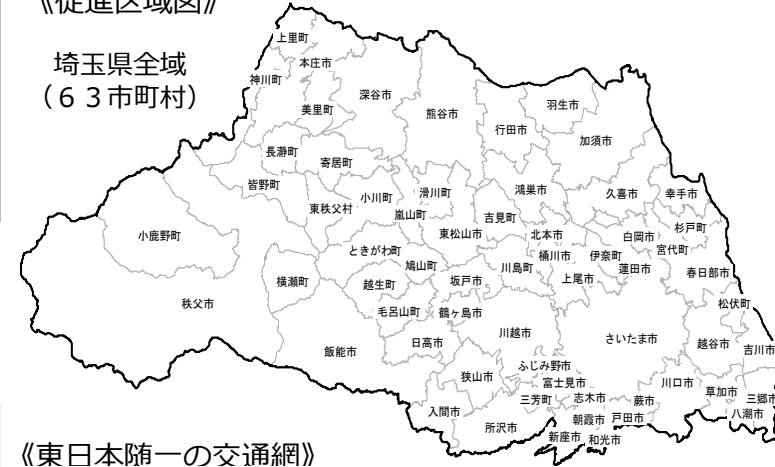 《促進区域図》
埼玉県全域
（６３市町村）
上里町
本庄市
神川町
深谷市
美里町
熊谷市
羽生市
行田市
加須市
長瀞町
寄居町
皆野町
小川町
滑川町
鴻巣市
久喜市
幸手市
東秩父村
嵐山町
吉見町
小鹿野町
東松山市
北本市
白岡市
杉戸町
ときがわ町
桶川市
伊奈町
宮代町
鳩山町
川島町
蓮田市
春日部市
横瀬町
越生町
坂戸市
上尾市
秩父市
毛呂山町
鶴ヶ島市
松伏町
川越市
さいたま市
飯能市
日高市
越谷市
吉川市
ふじみ野市
狭山市
富士見市
川口市
草加市
三芳町
志木市
蕨市
三郷市
入間市
所沢市
朝霞市
戸田市
八潮市
新座市
和光市
《東日本随一の交通網》